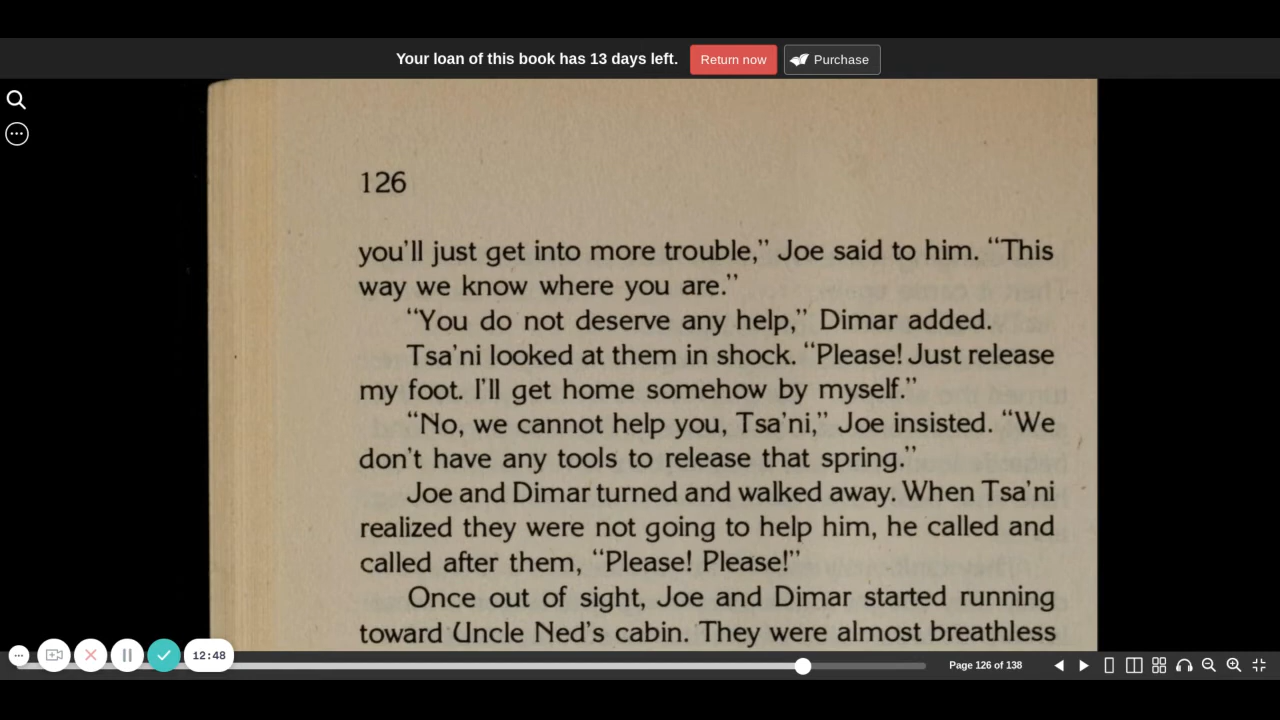 Your loan of this book has 13 days left. Return now Purchase
126
you'll just get into more trouble," Joe said to him. "This
way we know where you are."
"You do not deserve any help," Dimar added.
Tsa'ni looked at them in shock. "Please! Just release
my foot. I'll get home somehow by myself."
"No, we cannot help you, Tsa'ni," Joe insisted. "We
don't have any tools to release that spring."
Joe and Dimar turned and walked away. When Tsa'ni
realized they were not going to help him, he called and
called after them, "Please! Please!"
Once out of sight, Joe and Dimar started running
toward Uncle Ned's cabin. They were almost breathless
12:48
Page 126 of 138